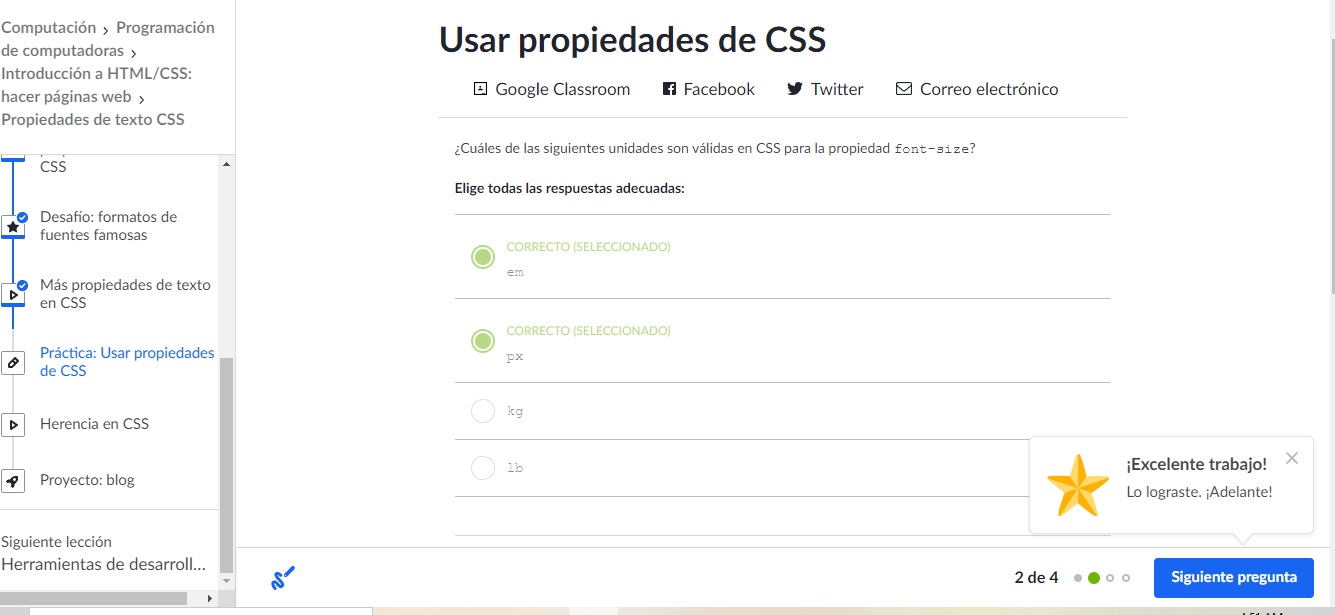 Computación › Programación
de computadoras ›
Introducción a HTML/CSS:
hacer páginas web ›
Propiedades de texto CSS
CSS
Desafío: formatos de
fuentes famosas
Más propiedades de texto
en CSS
Práctica: Usar propiedades
de CSS
Herencia en CSS
Proyecto: blog
Siguiente lección
Herramientas de desarroll...
Usar propiedades de CSS
Google Classroom Facebook Twitter Correo electrónico
¿Cuáles de las siguientes unidades son válidas en CSS para la propiedad font-size?
Elige todas las respuestas adecuadas:
CORRECTO (SELECCIONADO)
em
CORRECTO (SELECCIONADO)
px
kg
lb
¡Excelente trabajo!
Lo lograste. ¡Adelante!
2 de 4
Siguiente pregunta